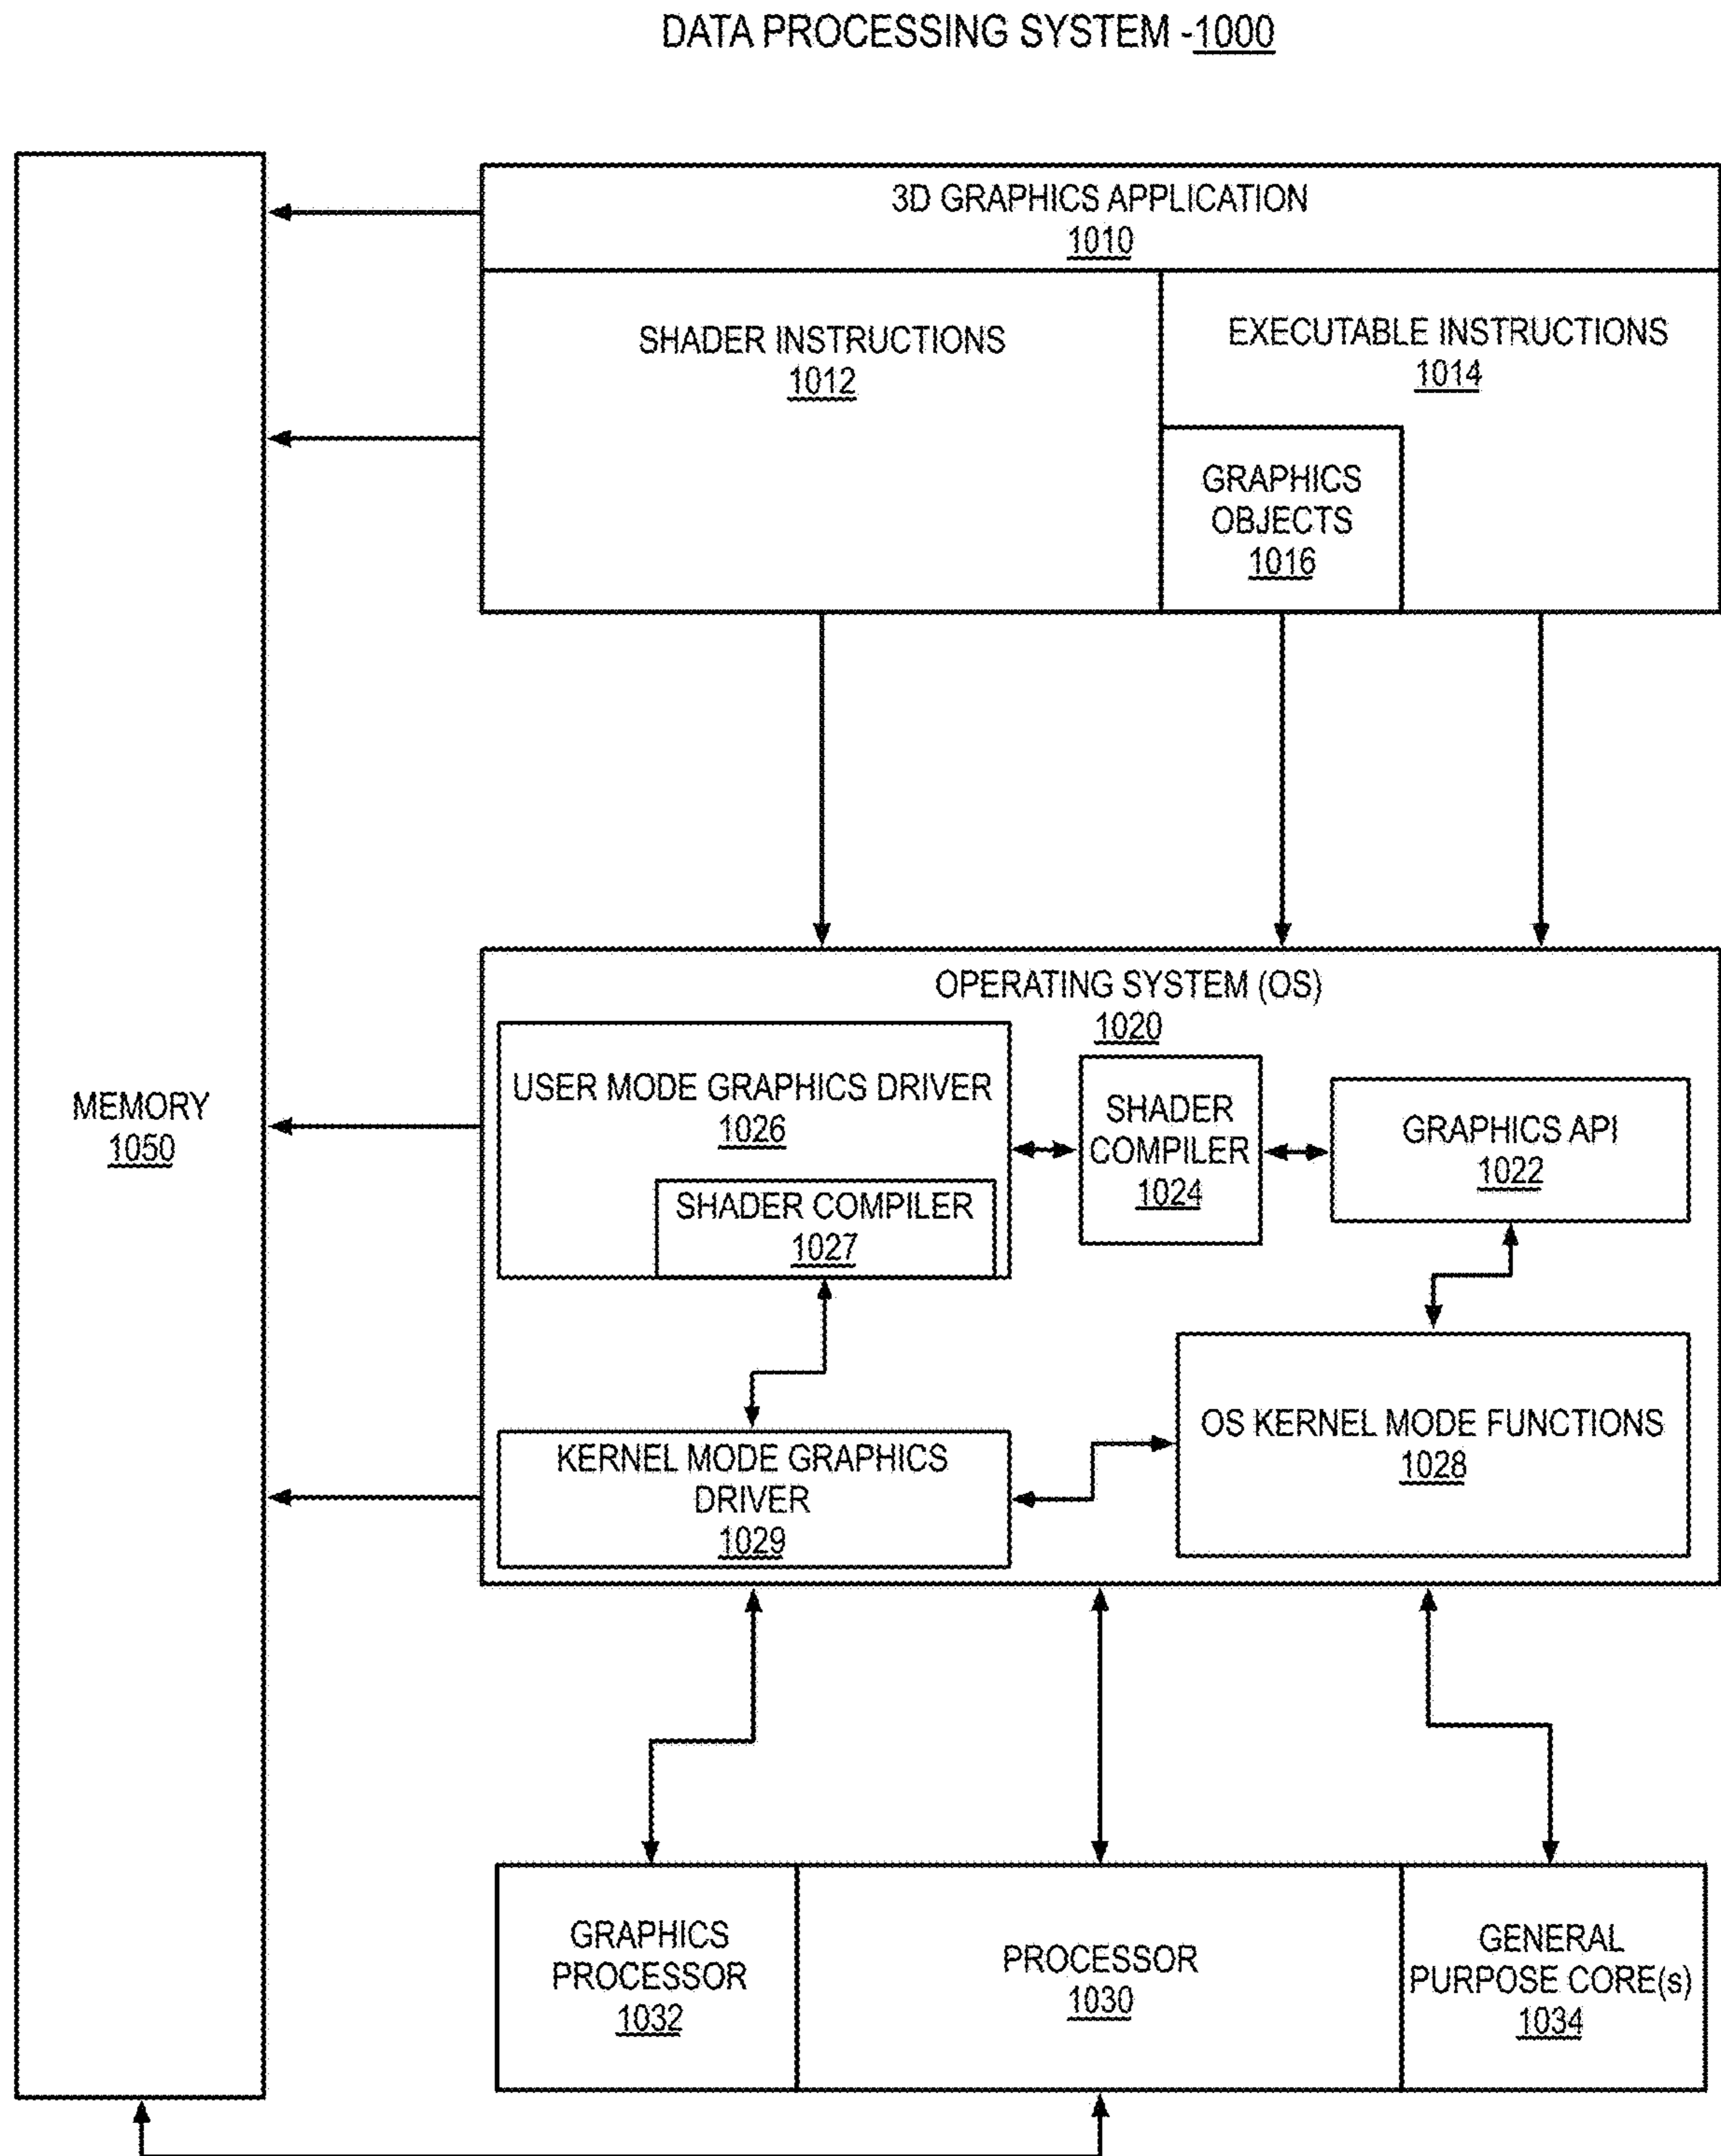 DATA PROCESSING SYSTEM -1000
3D GRAPHICS APPLICATION
1010
SHADER INSTRUCTIONS
1012
EXECUTABLE INSTRUCTIONS
1014
GRAPHICS
OBJECTS
1016
MEMORY
1050
OPERATING SYSTEM (OS)
1020
USER MODE GRAPHICS DRIVER
1026
SHADER COMPILER
1027
SHADER
COMPILER
1024
GRAPHICS API
1022
KERNEL MODE GRAPHICS
DRIVER
1029
OS KERNEL MODE FUNCTIONS
1028
GRAPHICS
PROCESSOR
1032
PROCESSOR
1030
GENERAL
PURPOSE CORE(s)
1034